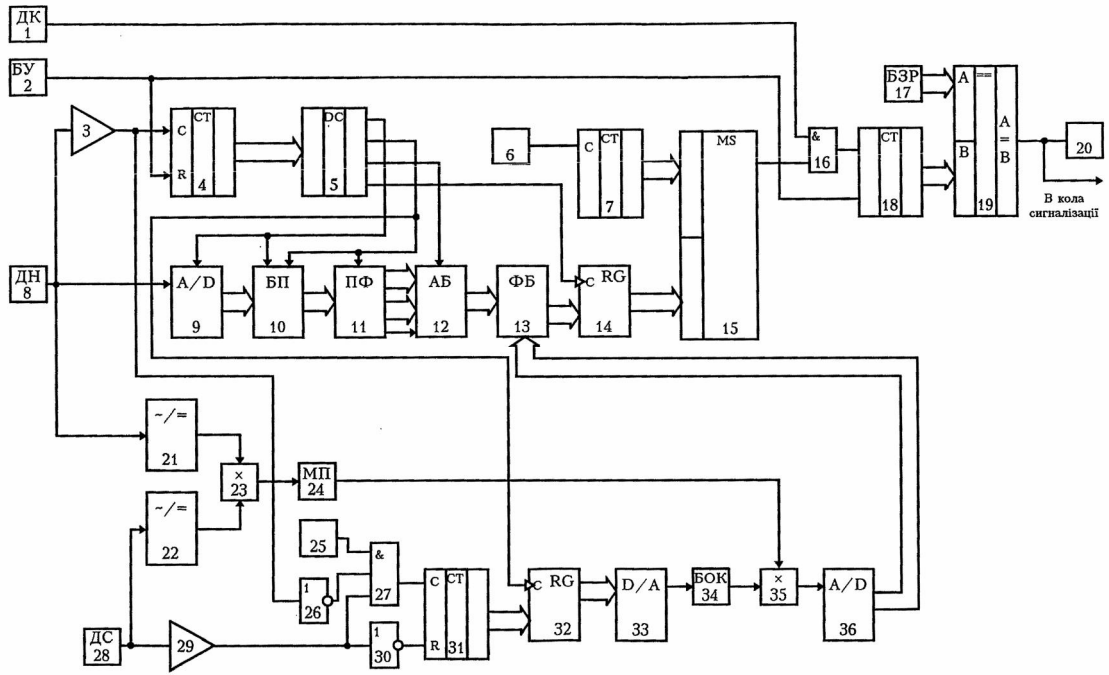 ДК
1
БУ
2
3
C
CT
R
4
DC
5
6
C
CT
7
MS
15
&
16
БЗР
17
CT
18
A
==
B
A
=
B
19
20
В кола
сигналізації
ДН
8
A/D
9
БП
10
ПФ
11
АБ
12
ФБ
13
C
RG
14
~/=
21
~/=
22
×
23
МП
24
25
1
26
&
27
C
CT
R
31
ДС
28
29
1
30
C
RG
32
D/A
33
БОК
34
×
35
A/D
36